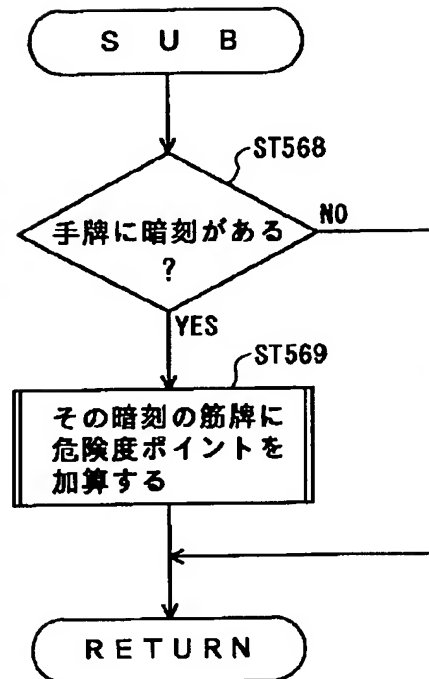 SUB
ST568
手牌に暗刻がある
?
NO
YES
ST569
その暗刻の筋牌に
危険度ポイントを
加算する
RETURN